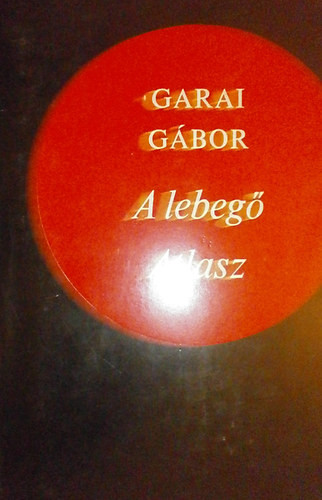 GARAI
GÁBOR
A lebegő
Atlasz